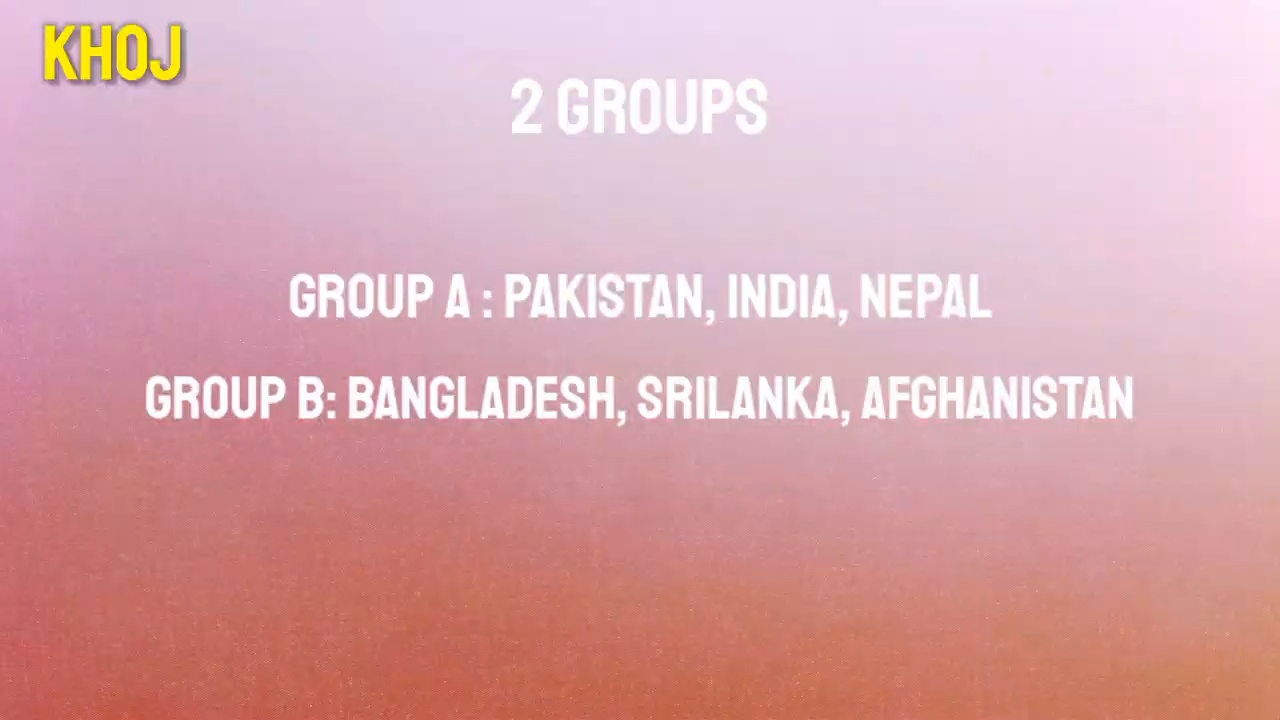 KHOJ
2 GROUPS
GROUP A : PAKISTAN, INDIA, NEPAL
GROUP B: BANGLADESH, SRILANKA, AFGHANISTAN